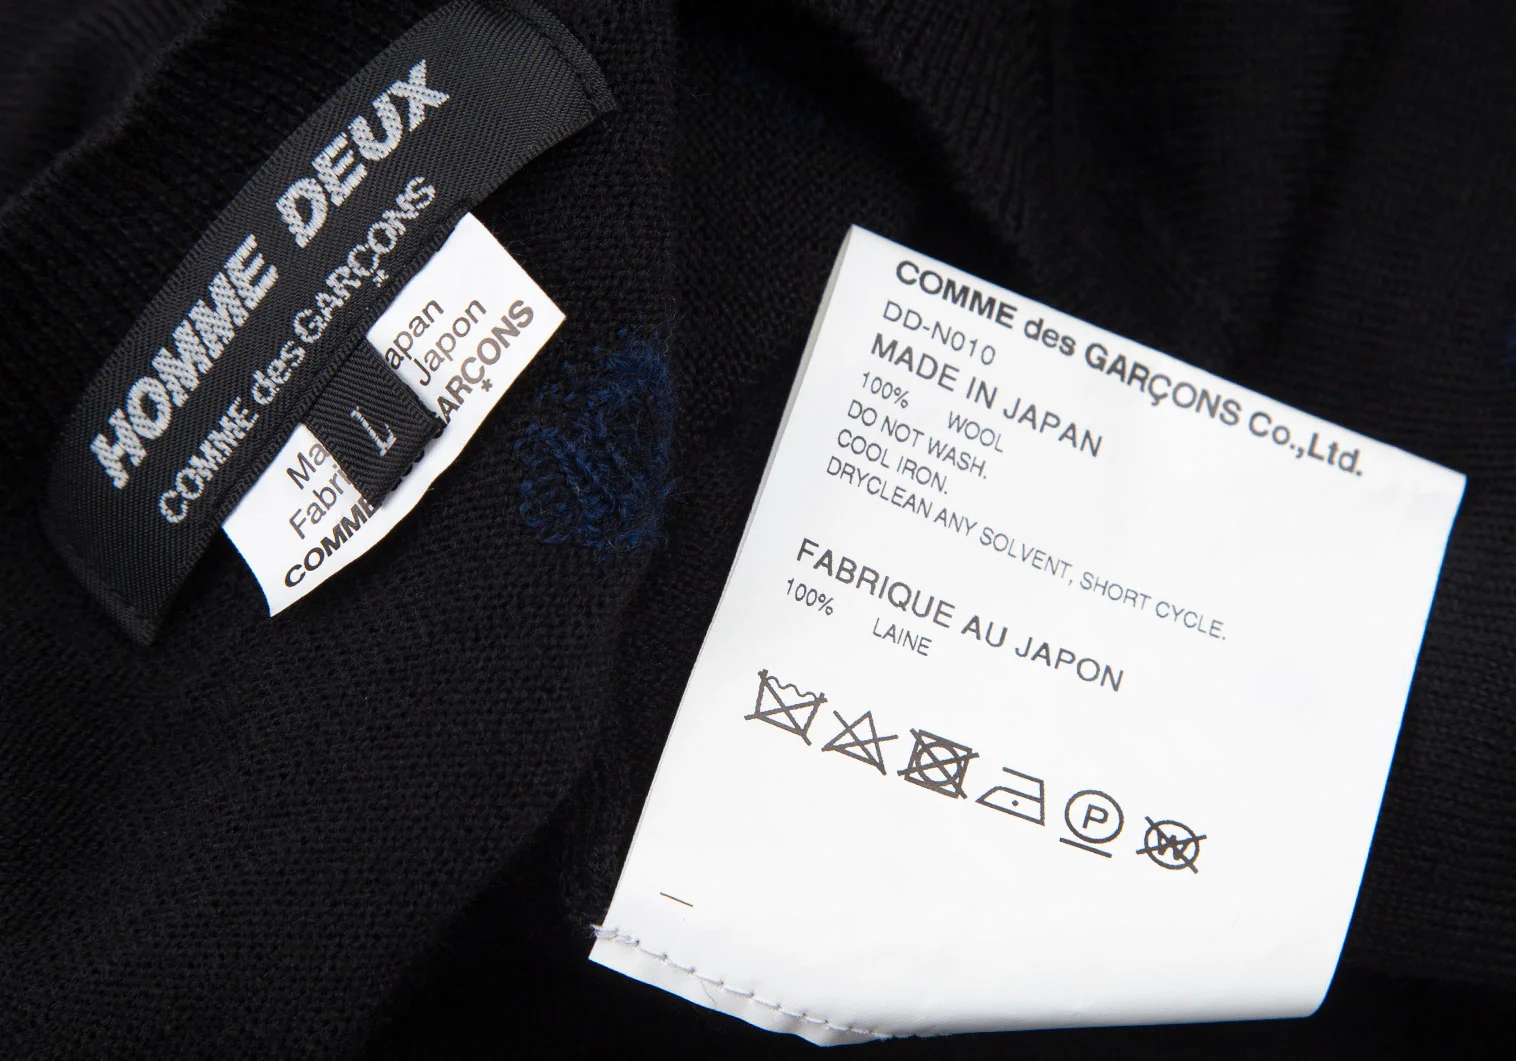 HOMME DEUX
COMME des GARÇONS
L
apan
Japon
ARÇONS
Ma
Fabri
COMME
COMME des GARÇONS Co.,Ltd.
DD-N010
MADE IN JAPAN
100% WOOL
DO NOT WASH.
COOL IRON.
DRYCLEAN ANY SOLVENT, SHORT CYCLE.
FABRIQUE AU JAPON
100% LAINE
P
W